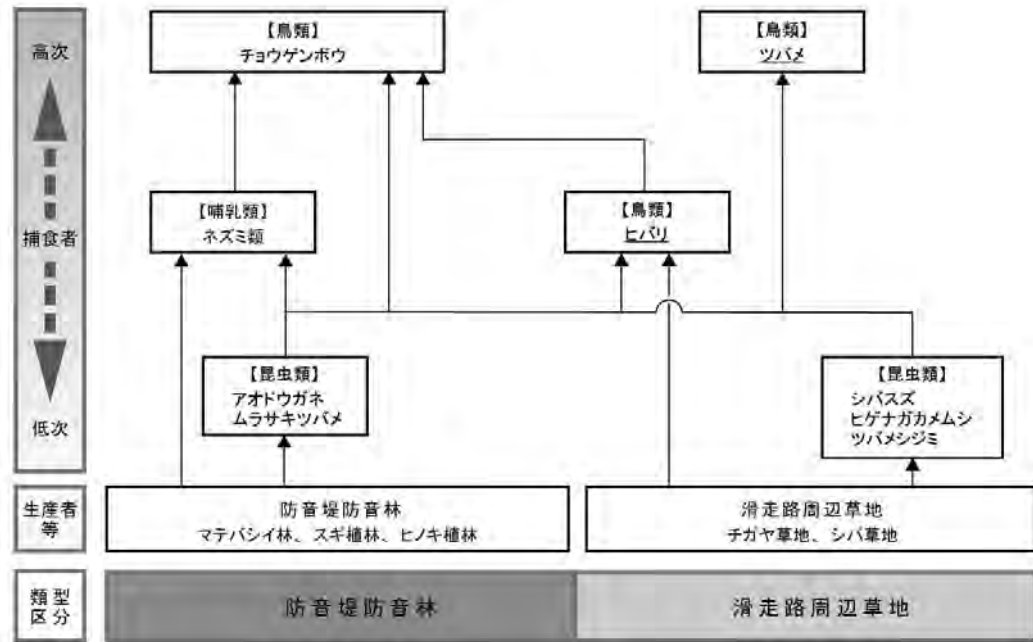 高次
捕食者
低次
【鳥類】
チョウゲンボウ
【鳥類】
ツバメ
【哺乳類】
ネズミ類
【鳥類】
ヒバリ
【昆虫類】
アオドウガネ
ムラサキツバメ
【昆虫類】
シバスズ
ヒゲナガカメムシ
ツバメシジミ
生産者
等
防音堤防音林
マテバシイ林、スギ植林、ヒノキ植林
滑走路周辺草地
チガヤ草地、シバ草地
類型
区分
防音堤防音林
滑走路周辺草地